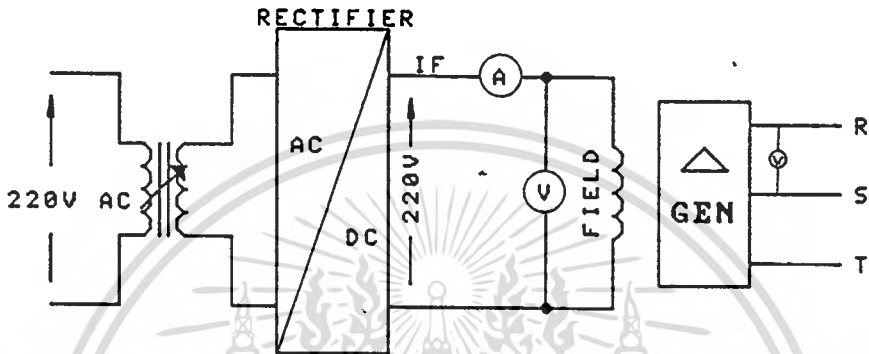 RECTIFIER
IF
A
AC
220V AC
220V
V
DC
FIELD
GEN
V
R
S
T